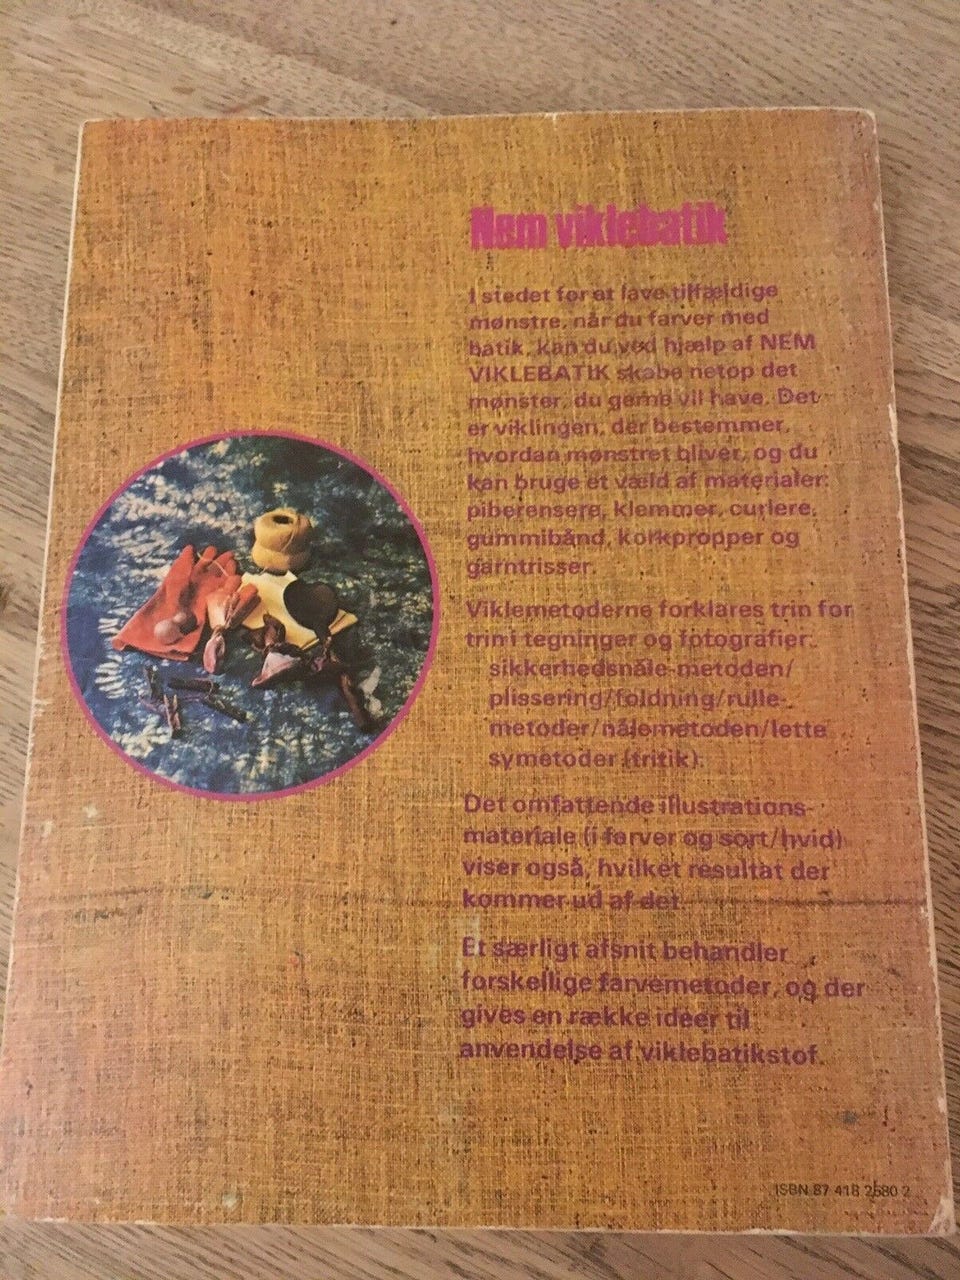 Nem viklebatik
I stedet for at lave tilfældige
mønstre, når du farver med
batik, kan du ved hjælp af NEM
VIKLEBATIK skabe netop det
mønster, du gerne vil have. Det
er viklingen, der bestemmer,
hvordan mønstret bliver, og du
kan bruge et væld af materialer:
piberensere, klemmer, curlere,
gummibånd, korkpropper og
garntrisser.
Viklemetoderne forklares trin for
trin i tegninger og fotografier:
sikkerhedsnåle-metoden/
plissering/foldning/rulle-
metoder/nålemetoden/lette
symetoder (tritik).
Det omfattende illustrations-
materiale (i farver og sort/hvid)
viser også, hvilket resultat der
kommer ud af det.
Et særligt afsnit behandler
forskellige farvemetoder, og der
gives en række ideer til
anvendelse af viklebatikstof.
ISBN 87 418 2580 2